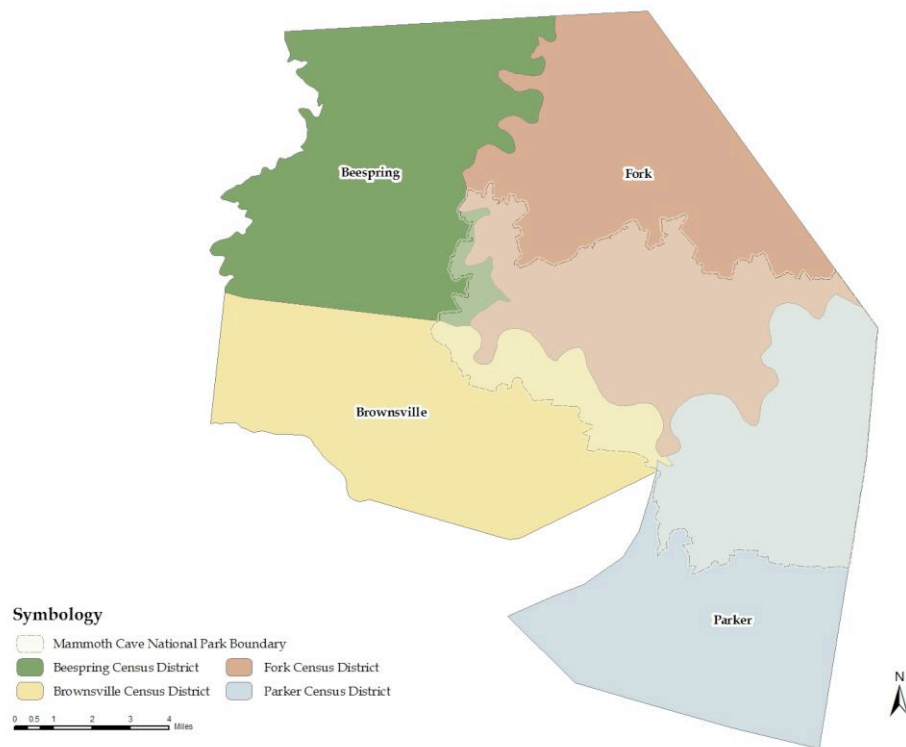 Beespring
Fork
Brownsville
Parker
Symbology
Mammoth Cave National Park Boundary
Beespring Census District
Fork Census District
Brownsville Census District
Parker Census District
0 0.5 1 2 3 4
Miles
N